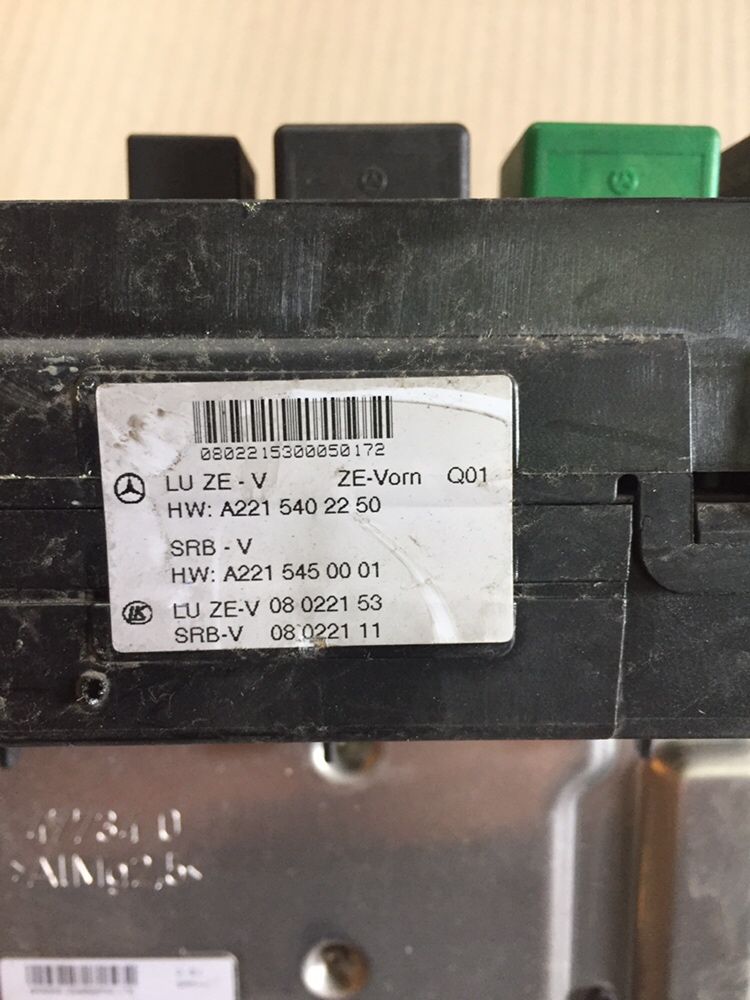 0802215300050172
LU ZE - V ZE-Vorn Q01
HW: A221 540 22 50
SRB - V
HW: A221 545 00 01
LK LU ZE-V 08 0221 53
SRB-V 08 0221 11
>AlMg2,5<